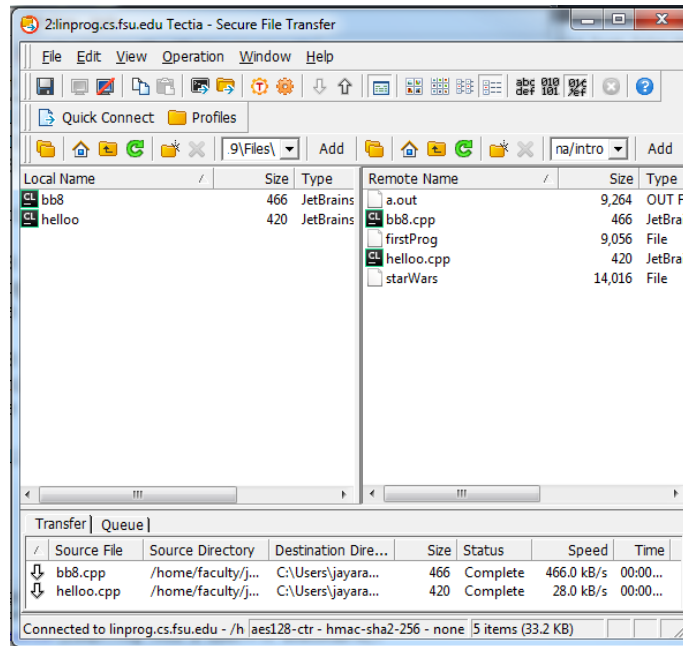 2:linprog.cs.fsu.edu Tectia - Secure File Transfer
File Edit View Operation Window Help
abc def 010 101
Quick Connect Profiles
.9\Files\ Add na/intro Add
Local Name / Size Type Remote Name / Size Type
bb8 466 JetBrains a.out 9,264 OUT F
helloo 420 JetBrains bb8.cpp 466 JetBra
firstProg 9,056 File
helloo.cpp 420 JetBra
starWars 14,016 File
Transfer Queue
/ Source File Source Directory Destination Dire... Size Status Speed Time
bb8.cpp /home/faculty/j... C:\Users\jayara... 466 Complete 466.0 kB/s 00:00...
helloo.cpp /home/faculty/j... C:\Users\jayara... 420 Complete 28.0 kB/s 00:00...
Connected to linprog.cs.fsu.edu - /h aes128-ctr - hmac-sha2-256 - none 5 items (33.2 KB)